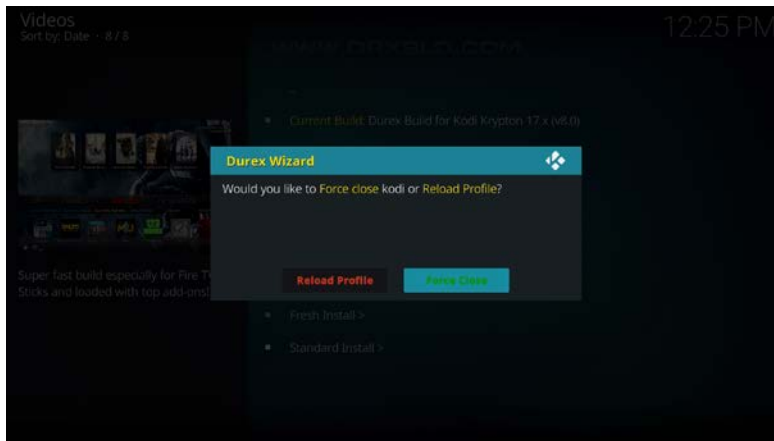 Videos
Sort by: Date · 8 / 8
12:25 PM
Current Build: Durex Build for Kodi Krypton 17.x (v8.0)
Durex Wizard
Would you like to Force close kodi or Reload Profile?
Reload Profile
Force Close
Super fast build especially for Fire TV
Sticks and loaded with top add-ons!
Fresh Install >
Standard Install >